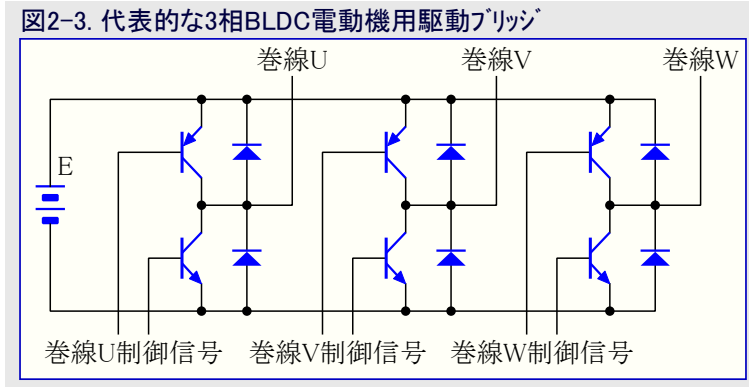 図2-3. 代表的な3相BLDC電動機用駆動ﾌﾞﾘｯｼﾞ
巻線U 巻線V 巻線W
E
巻線U制御信号 巻線V制御信号 巻線W制御信号